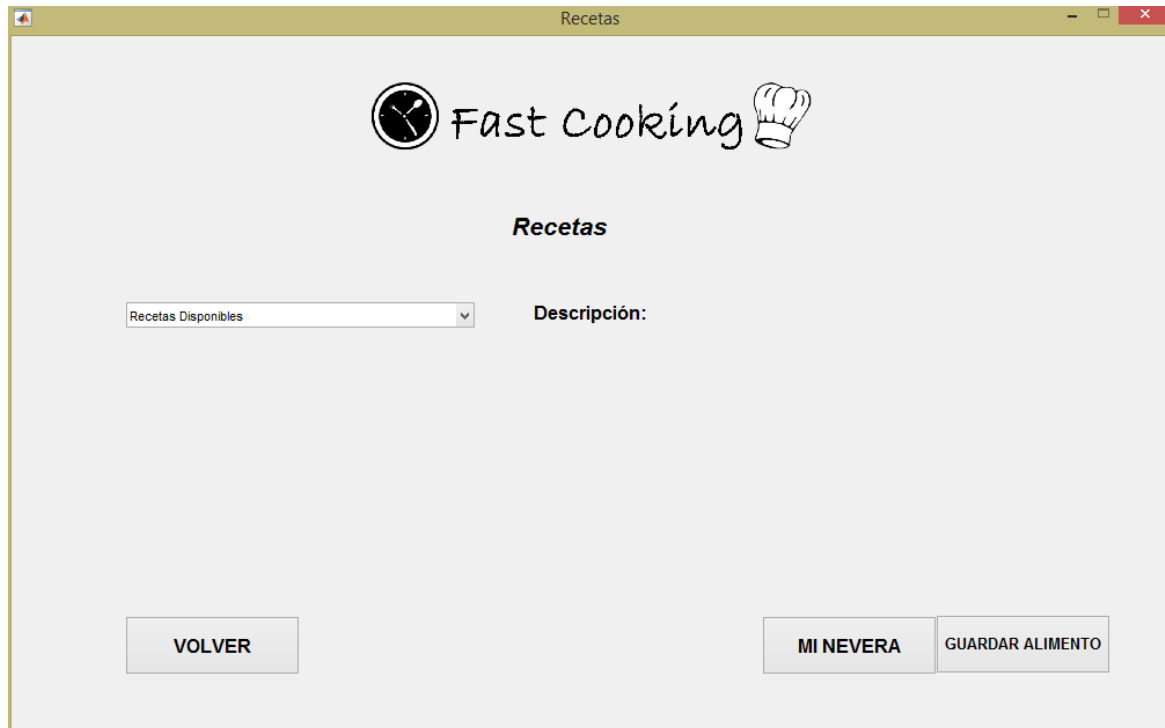 Recetas
Fast Cooking
Recetas
Recetas Disponibles
Descripción:
VOLVER
MI NEVERA
GUARDAR ALIMENTO